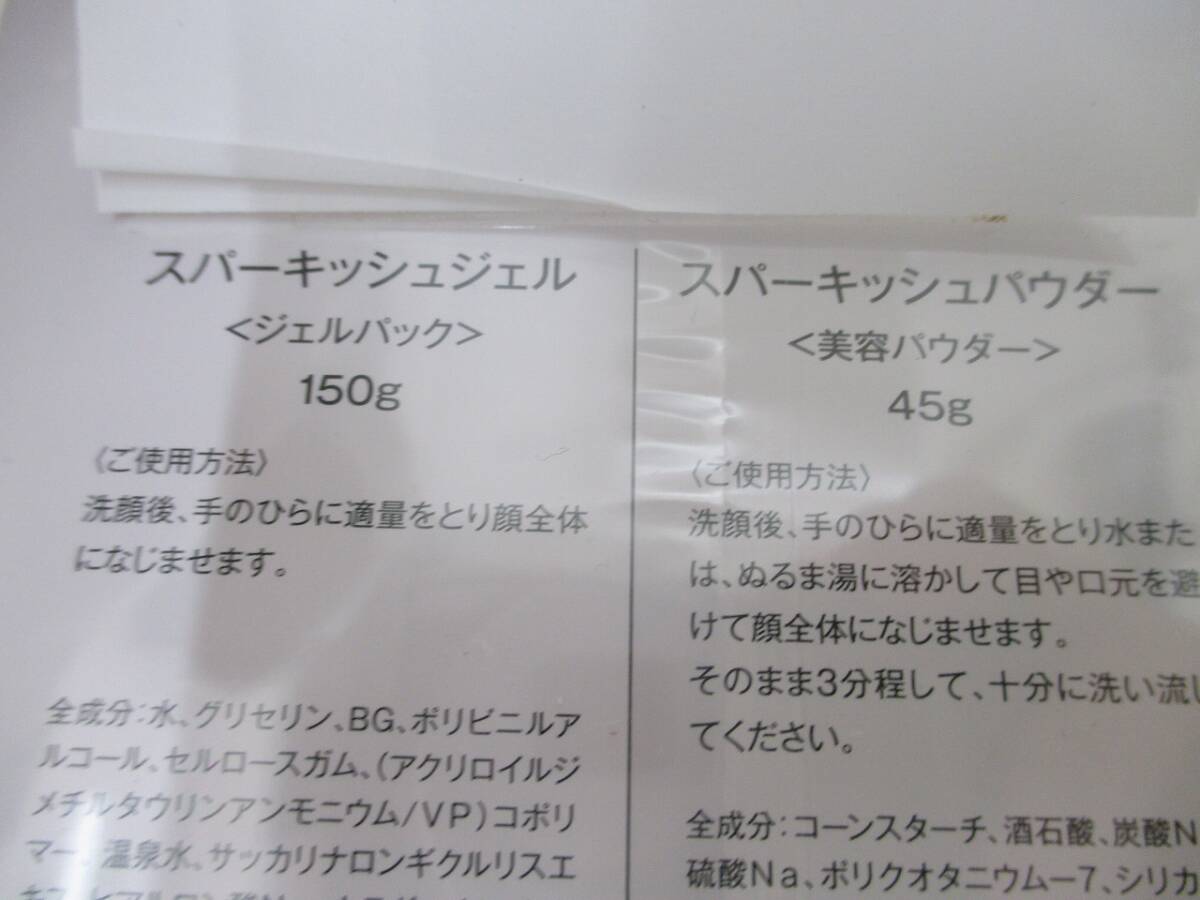 スパーキッシュジェル
＜ジェルパック＞
150g
〈ご使用方法〉
洗顔後、手のひらに適量をとり顔全体
になじませます。
全成分：水、グリセリン、BG、ポリビニルア
ルコール、セルロースガム、（アクリロイルジ
メチルタウリンアンモニウム/VP）コポリ
マー、温泉水、サッカリナロンギクルリスエ
スパーキッシュパウダー
＜美容パウダー＞
45g
〈ご使用方法〉
洗顔後、手のひらに適量をとり水また
は、ぬるま湯に溶かして目や口元を避
けて顔全体になじませます。
そのまま3分程して、十分に洗い流し
てください。
全成分：コーンスターチ、酒石酸、炭酸N
硫酸Na、ポリクオタニウムー7、シリカ